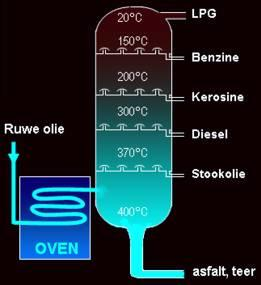 20°C
LPG
150°C
Benzine
200°C
Kerosine
300°C
Diesel
Ruwe olie
370°C
Stookolie
400°C
OVEN
asfalt, teer